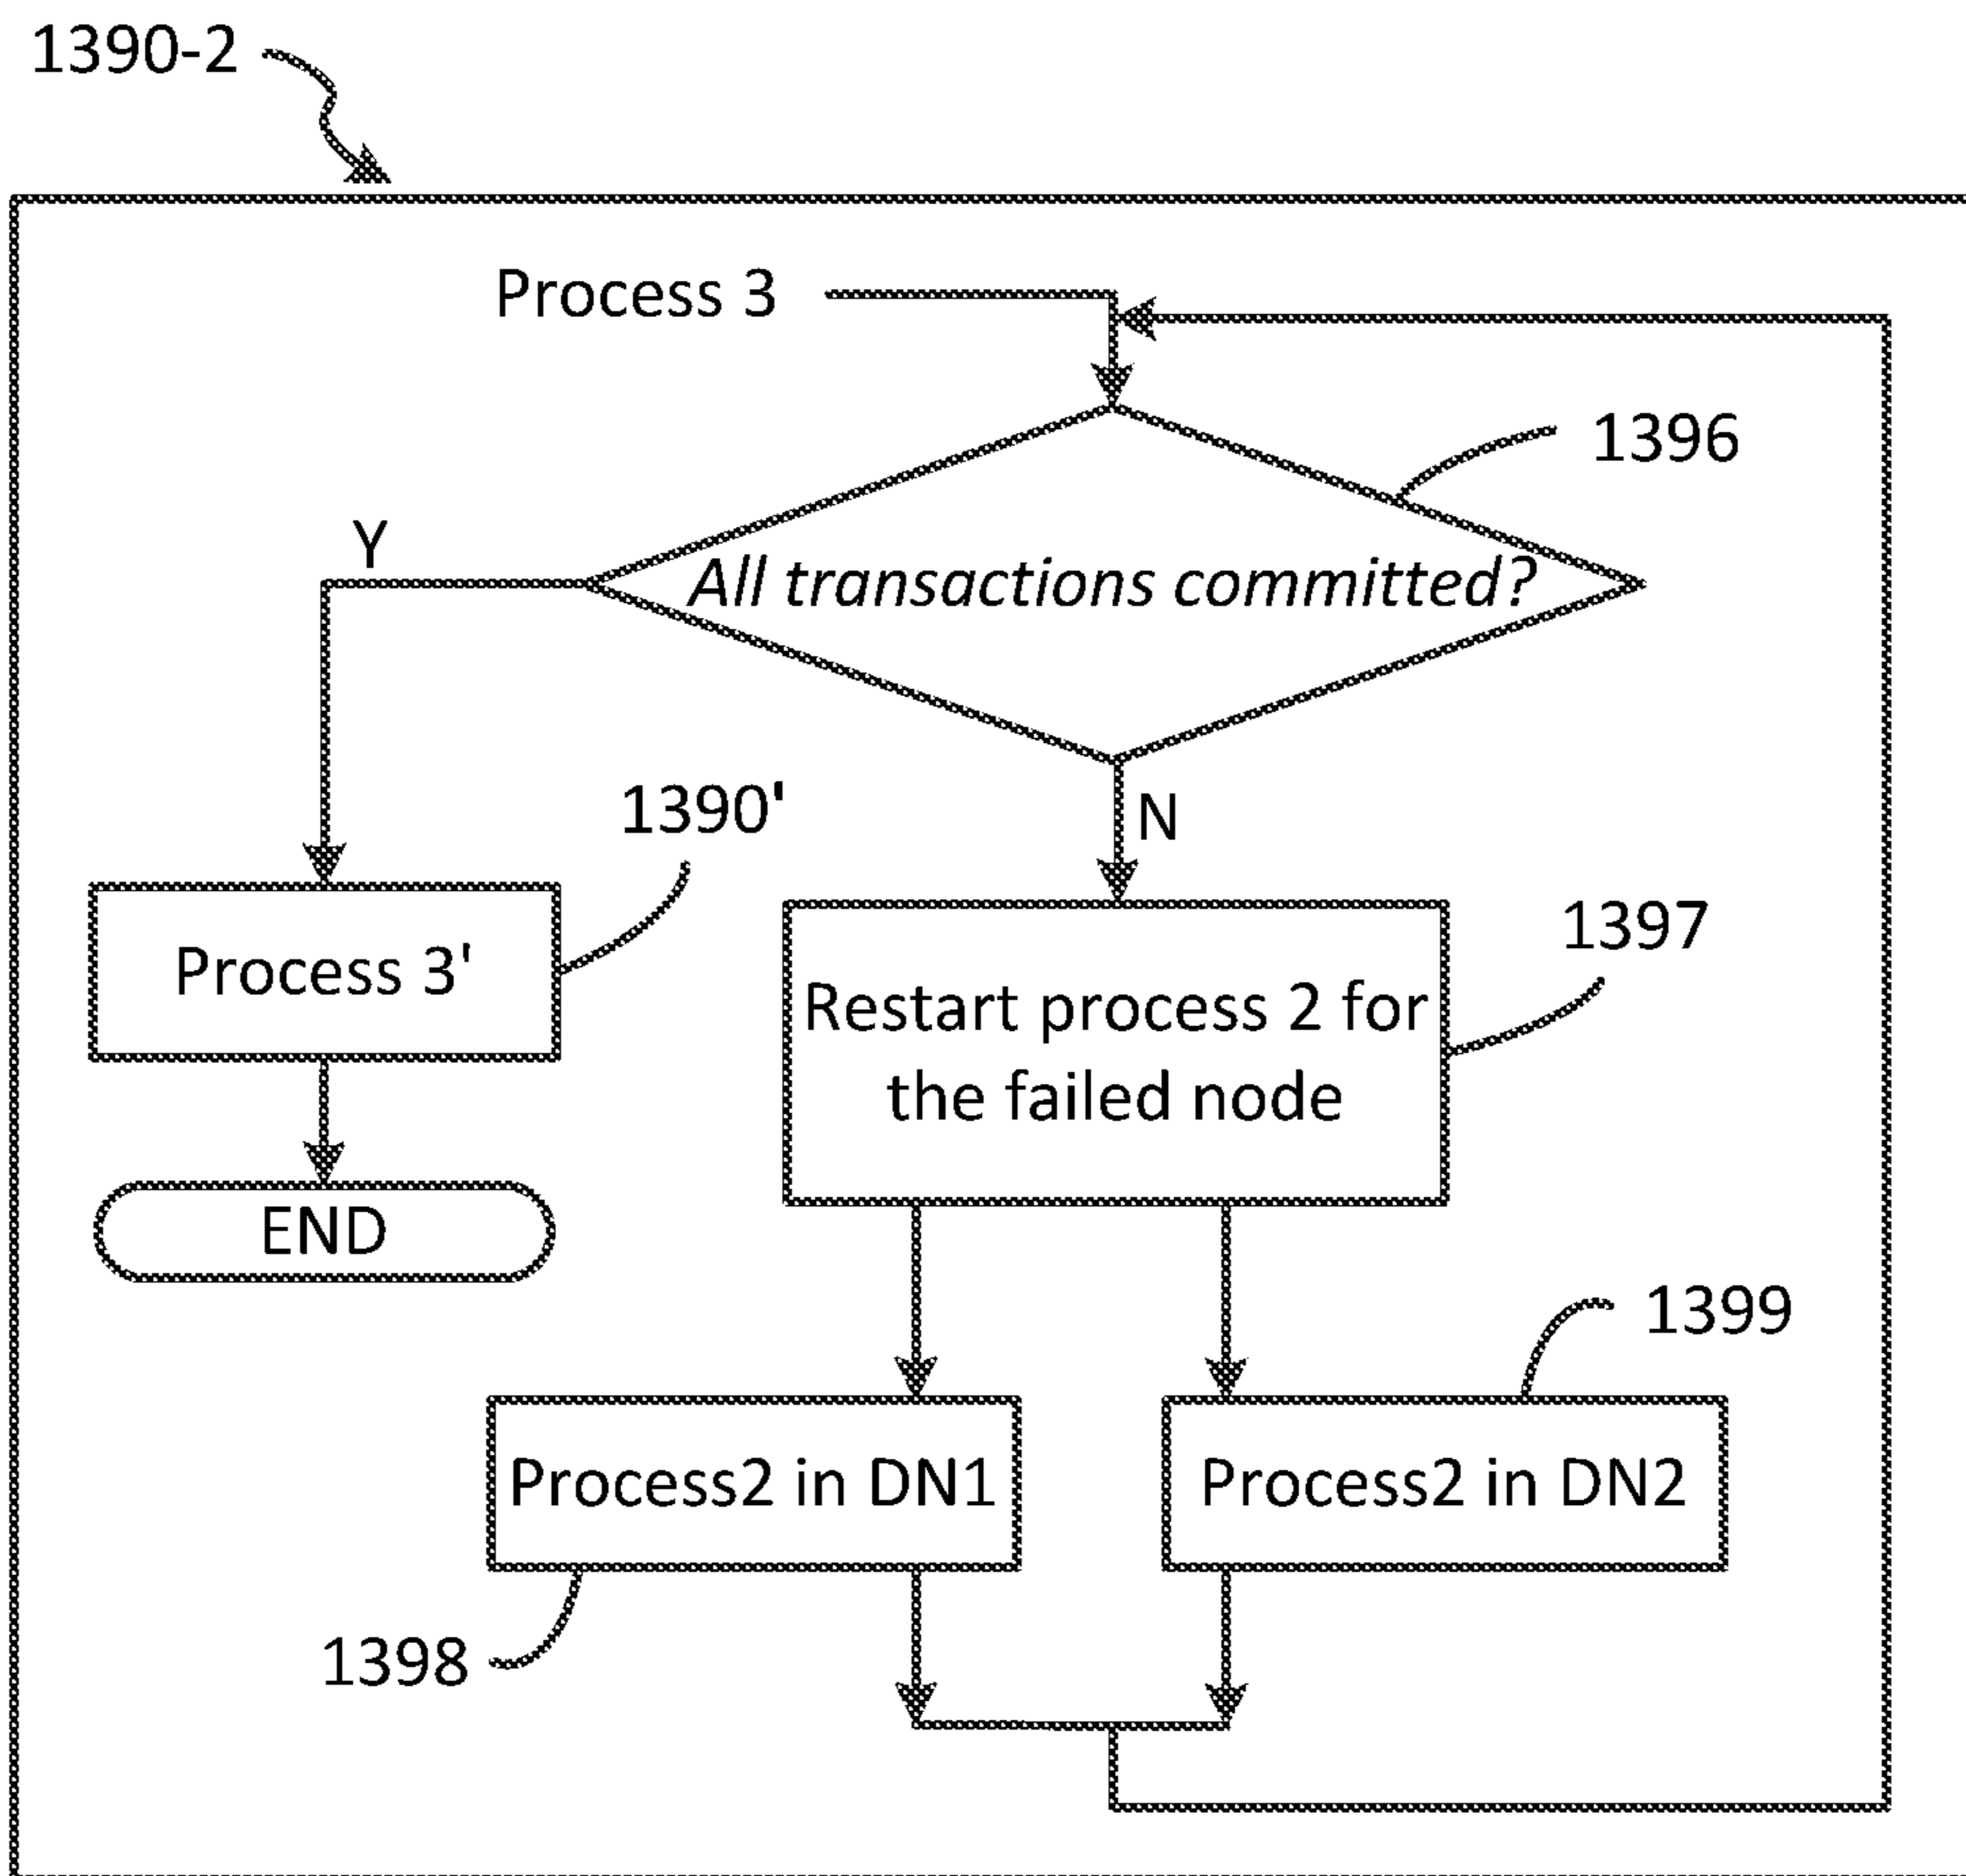 1390-2
Process 3
1396
Y
All transactions committed?
1390'
N
Process 3'
1397
Restart process 2 for
the failed node
END
1399
Process2 in DN1
Process2 in DN2
1398